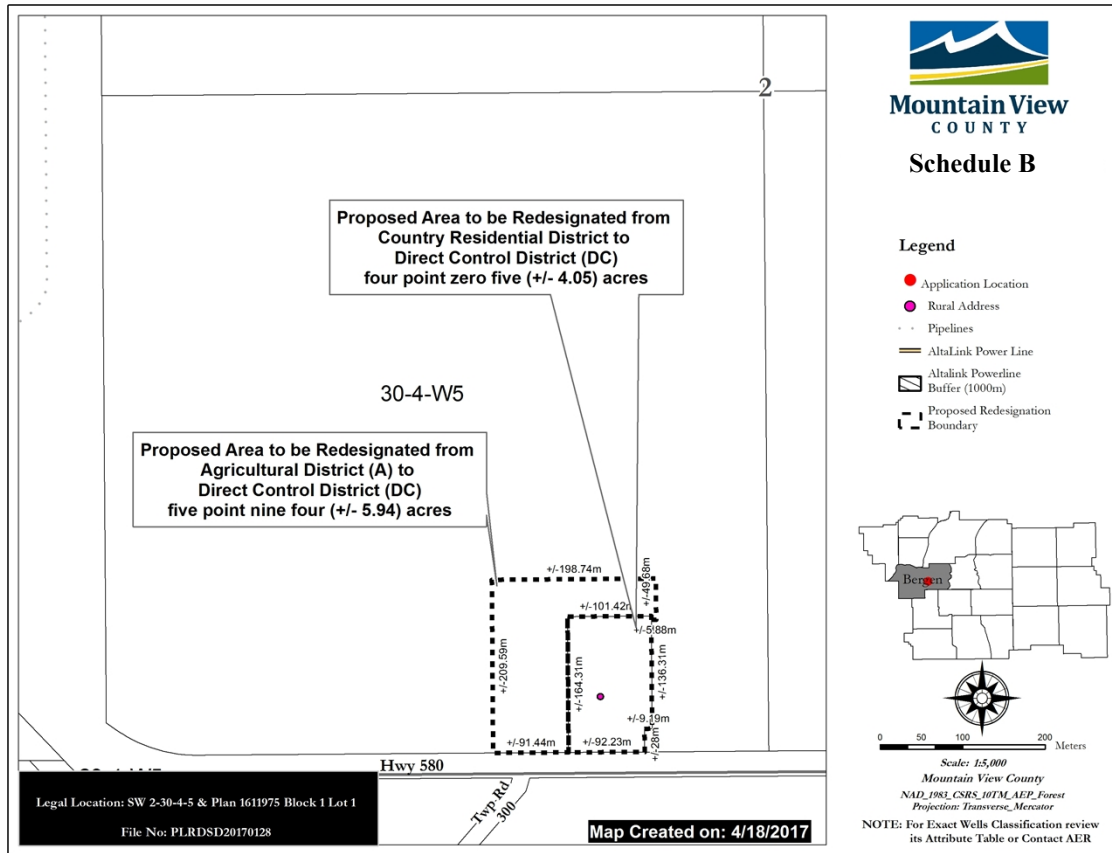 2
Mountain View
COUNTY
Schedule B
Proposed Area to be Redesignated from
Country Residential District to
Direct Control District (DC)
four point zero five (+/- 4.05) acres
Legend
Application Location
Rural Address
Pipelines
AltaLink Power Line
Altalink Powerline
Buffer (1000m)
Proposed Redesignation
Boundary
30-4-W5
Proposed Area to be Redesignated from
Agricultural District (A) to
Direct Control District (DC)
five point nine four (+/- 5.94) acres
Bergen
+/-198.74m
+/-49.68m
+/-101.42m
+/-5.88m
+/-209.59m
+/-164.31m
+/-136.31m
+/-9.19m
+/-91.44m
+/-92.23m
+/-28m
Hwy 580
Twp Rd
300
0 50 100 200
Meters
Scale: 1:5,000
Mountain View County
NAD_1983_CSRS_10TM_AEP_Forest
Projection: Transverse_Mercator
NOTE: For Exact Wells Classification review
its Attribute Table or Contact AER
Legal Location: SW 2-30-4-5 & Plan 1611975 Block 1 Lot 1
File No: PLRDSD20170128
Map Created on: 4/18/2017